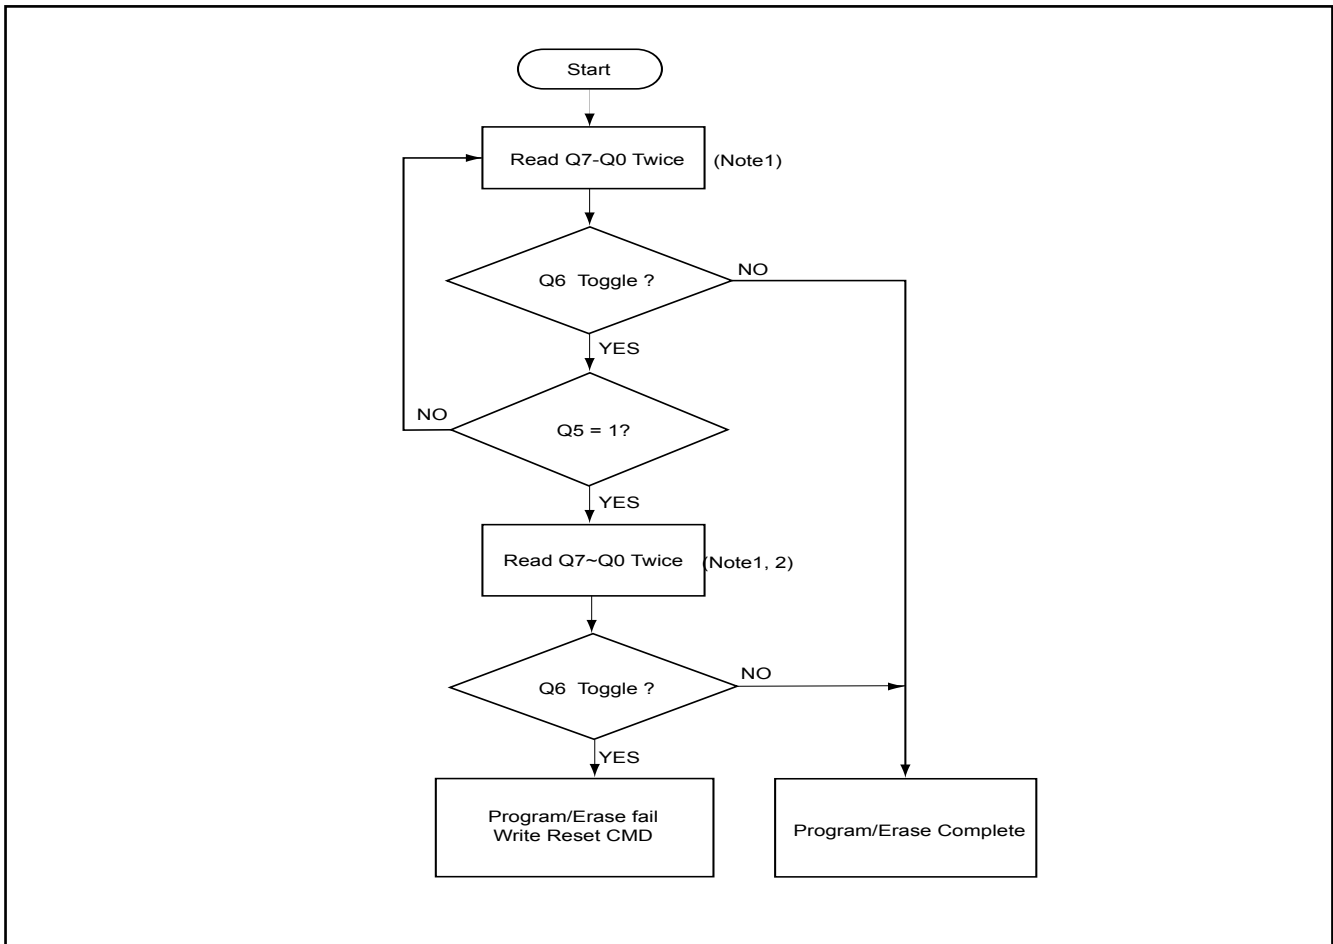 Start
Read Q7-Q0 Twice
(Note1)
Q6 Toggle ?
NO
YES
Q5 = 1?
NO
YES
Read Q7~Q0 Twice
(Note1, 2)
Q6 Toggle ?
NO
YES
Program/Erase fail
Write Reset CMD
Program/Erase Complete